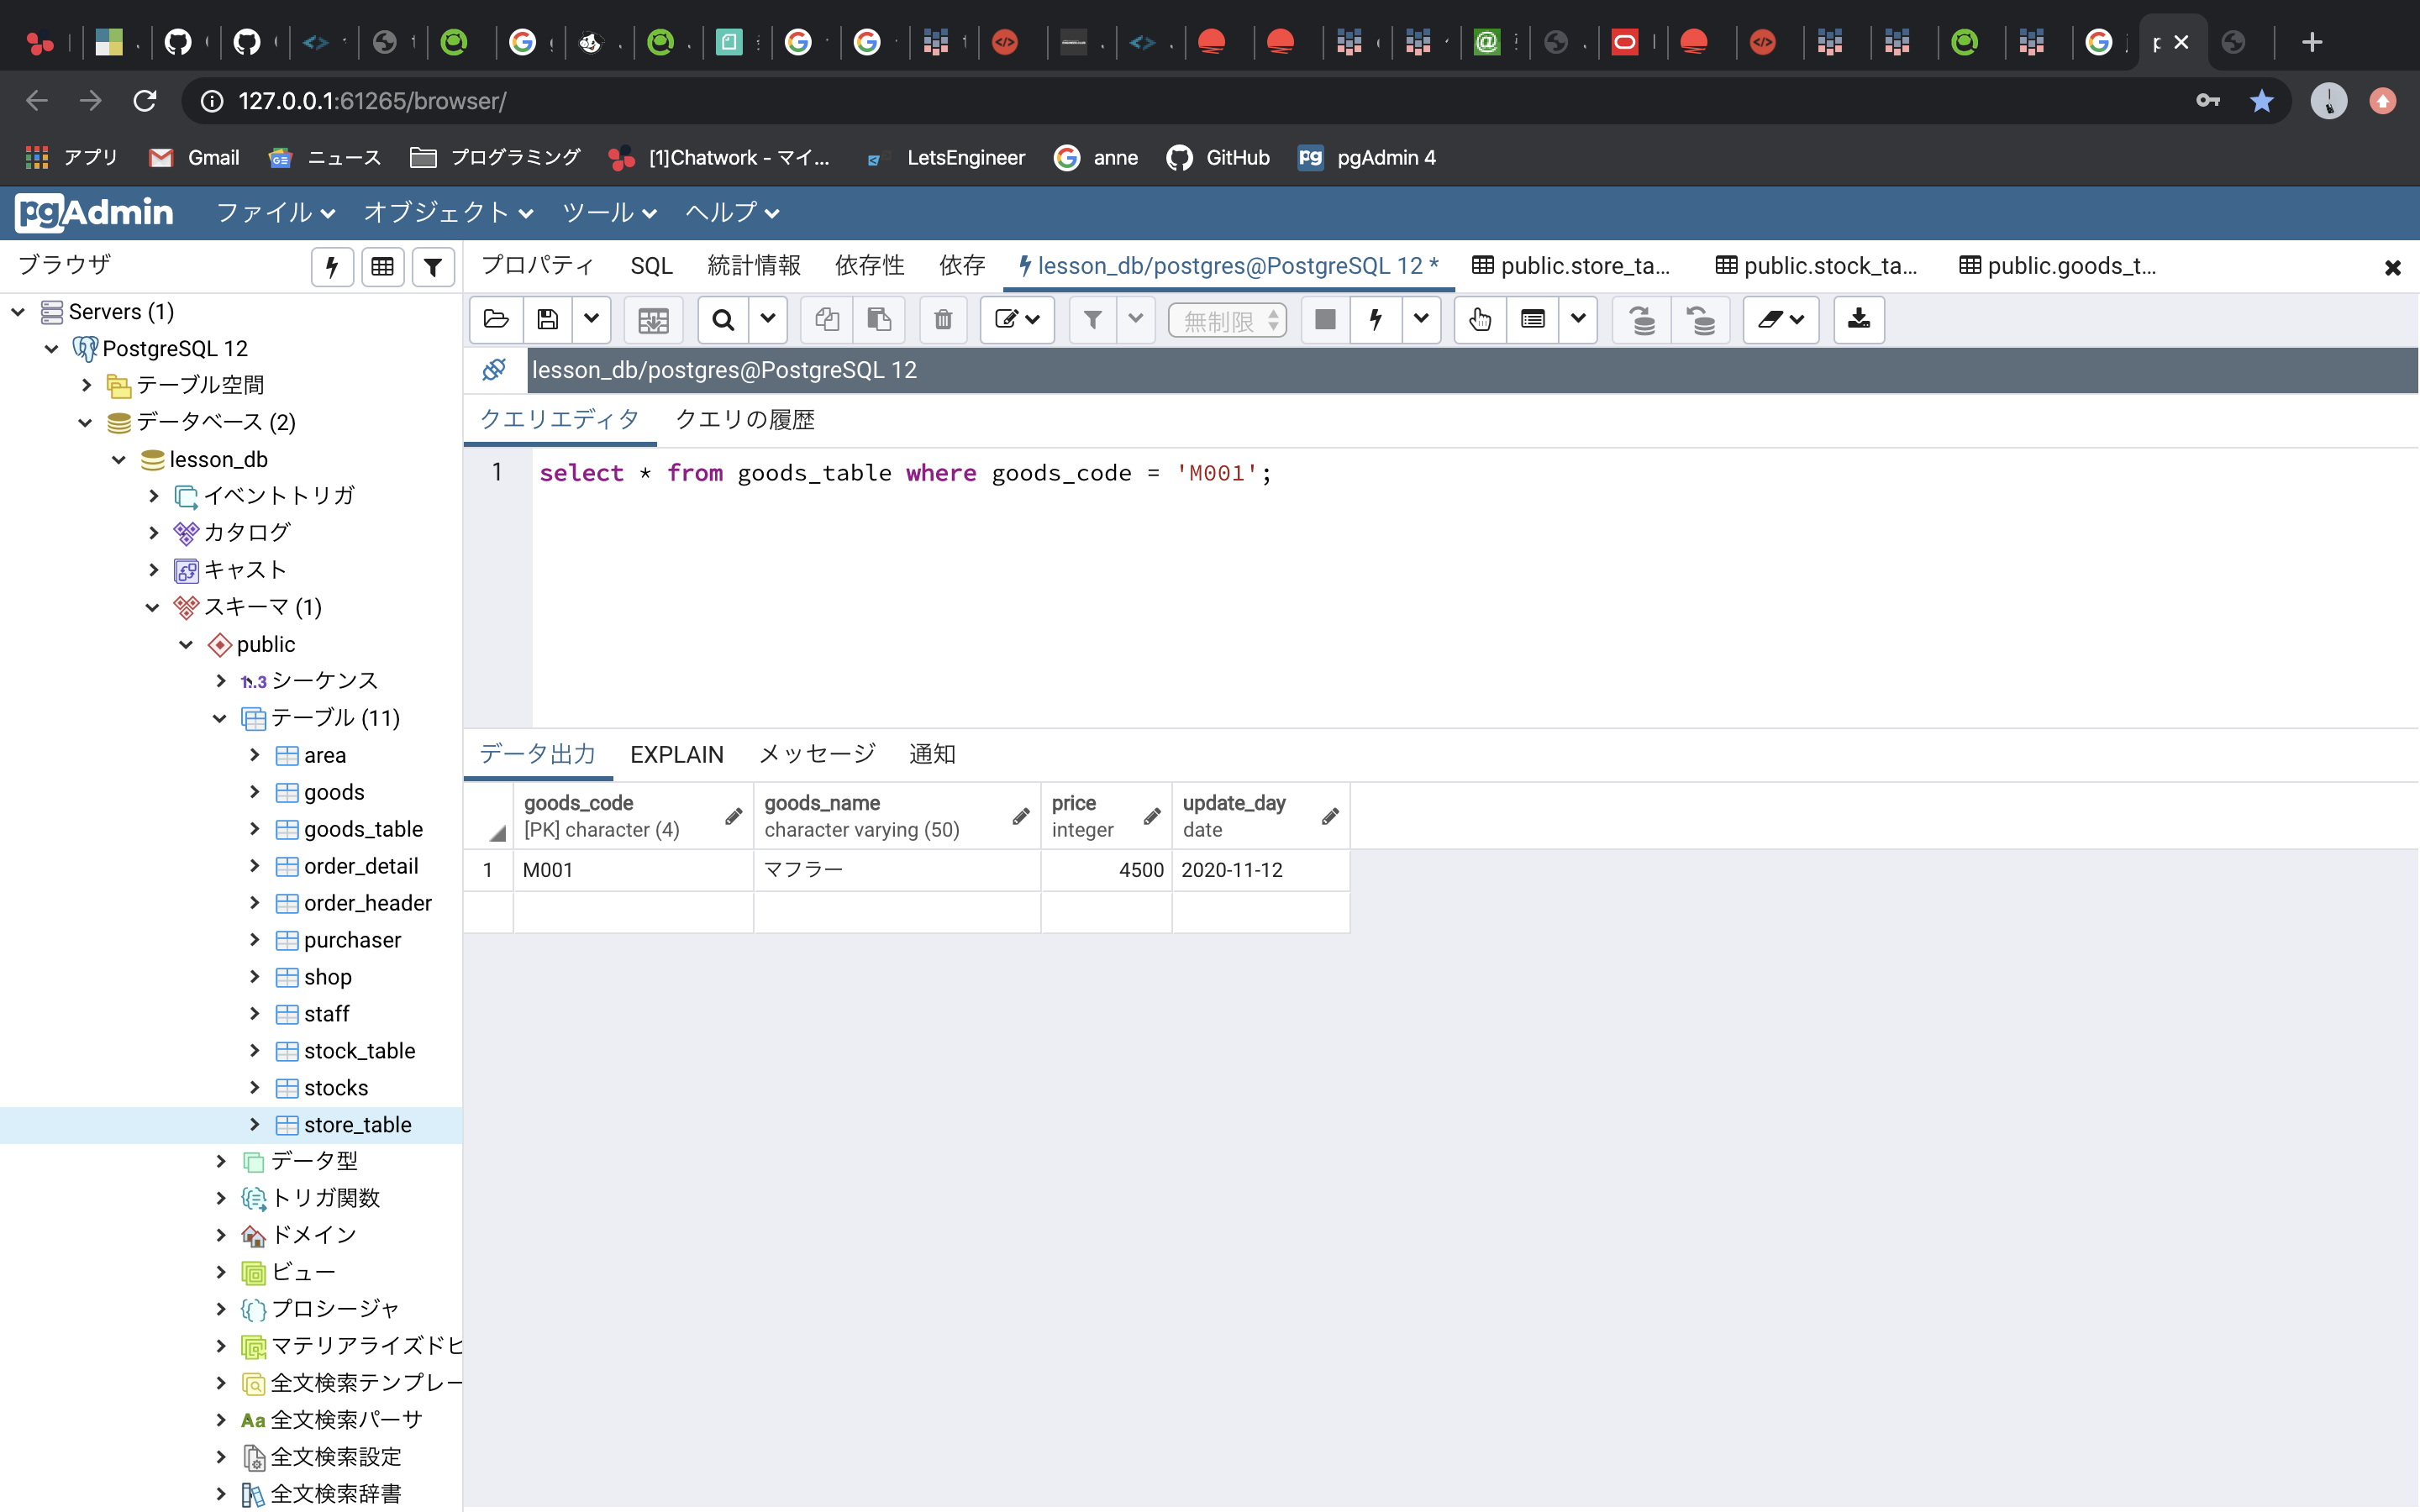 127.0.0.1:61265/browser/
アプリ Gmail ニュース プログラミング [1]Chatwork - マイ... LetsEngineer anne GitHub pg pgAdmin 4
pgAdmin ファイル オブジェクト ツール ヘルプ
ブラウザ
プロパティ SQL 統計情報 依存性 依存 lesson_db/postgres@PostgreSQL 12 * public.store_ta... public.stock_ta... public.goods_t...
無制限
lesson_db/postgres@PostgreSQL 12
クエリエディタ クエリの履歴
1 select * from goods_table where goods_code = 'M001';
データ出力 EXPLAIN メッセージ 通知
goods_code goods_name price update_day
[PK] character (4) character varying (50) integer date
1 M001 マフラー 4500 2020-11-12
Servers (1)
PostgreSQL 12
テーブル空間
データベース (2)
lesson_db
イベントトリガ
カタログ
キャスト
スキーマ (1)
public
1..3 シーケンス
テーブル (11)
area
goods
goods_table
order_detail
order_header
purchaser
shop
staff
stock_table
stocks
store_table
データ型
トリガ関数
ドメイン
ビュー
プロシージャ
マテリアライズドビ
全文検索テンプレー
Aa 全文検索パーサ
全文検索設定
全文検索辞書